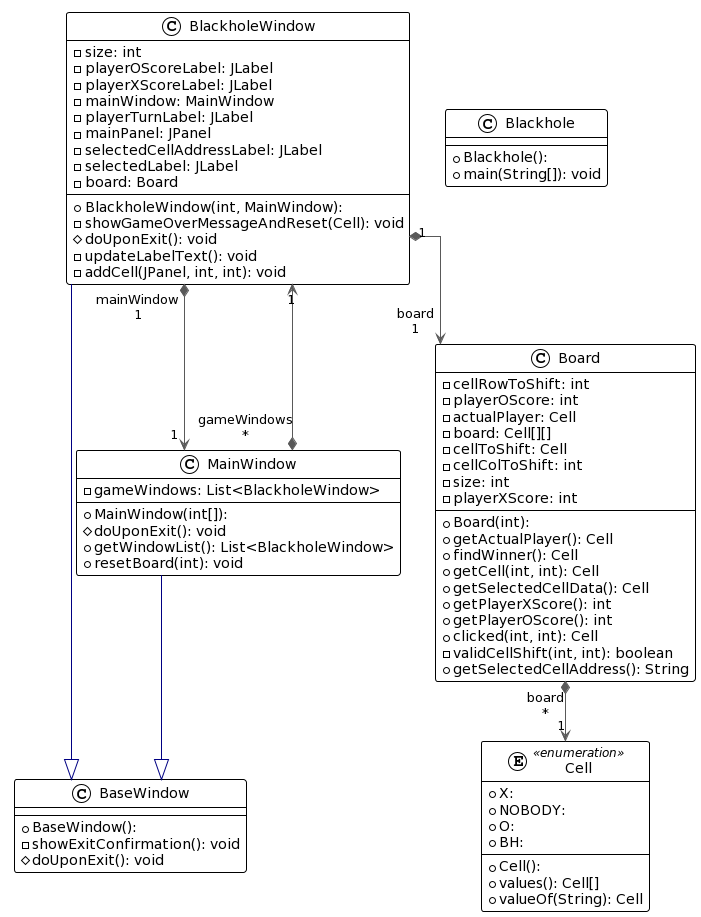 C BlackholeWindow
size: int
playerOScoreLabel: JLabel
playerXScoreLabel: JLabel
mainWindow: MainWindow
playerTurnLabel: JLabel
mainPanel: JPanel
selectedCellAddressLabel: JLabel
selectedLabel: JLabel
board: Board
BlackholeWindow(int, MainWindow):
showGameOverMessageAndReset(Cell): void
doUponExit(): void
updateLabelText(): void
addCell(JPanel, int, int): void
C Blackhole
Blackhole():
main(String[]): void
1
mainWindow
1
1
board
1
gameWindows
*
1
C MainWindow
gameWindows: List<BlackholeWindow>
MainWindow(int[]):
doUponExit(): void
getWindowList(): List<BlackholeWindow>
resetBoard(int): void
C Board
cellRowToShift: int
playerOScore: int
actualPlayer: Cell
board: Cell[][]
cellToShift: Cell
cellColToShift: int
size: int
playerXScore: int
Board(int):
getActualPlayer(): Cell
findWinner(): Cell
getCell(int, int): Cell
getSelectedCellData(): Cell
getPlayerXScore(): int
getPlayerOScore(): int
clicked(int, int): Cell
validCellShift(int, int): boolean
getSelectedCellAddress(): String
board
*
1
C BaseWindow
BaseWindow():
showExitConfirmation(): void
doUponExit(): void
E «enumeration»
Cell
X:
NOBODY:
O:
BH:
Cell():
values(): Cell[]
valueOf(String): Cell